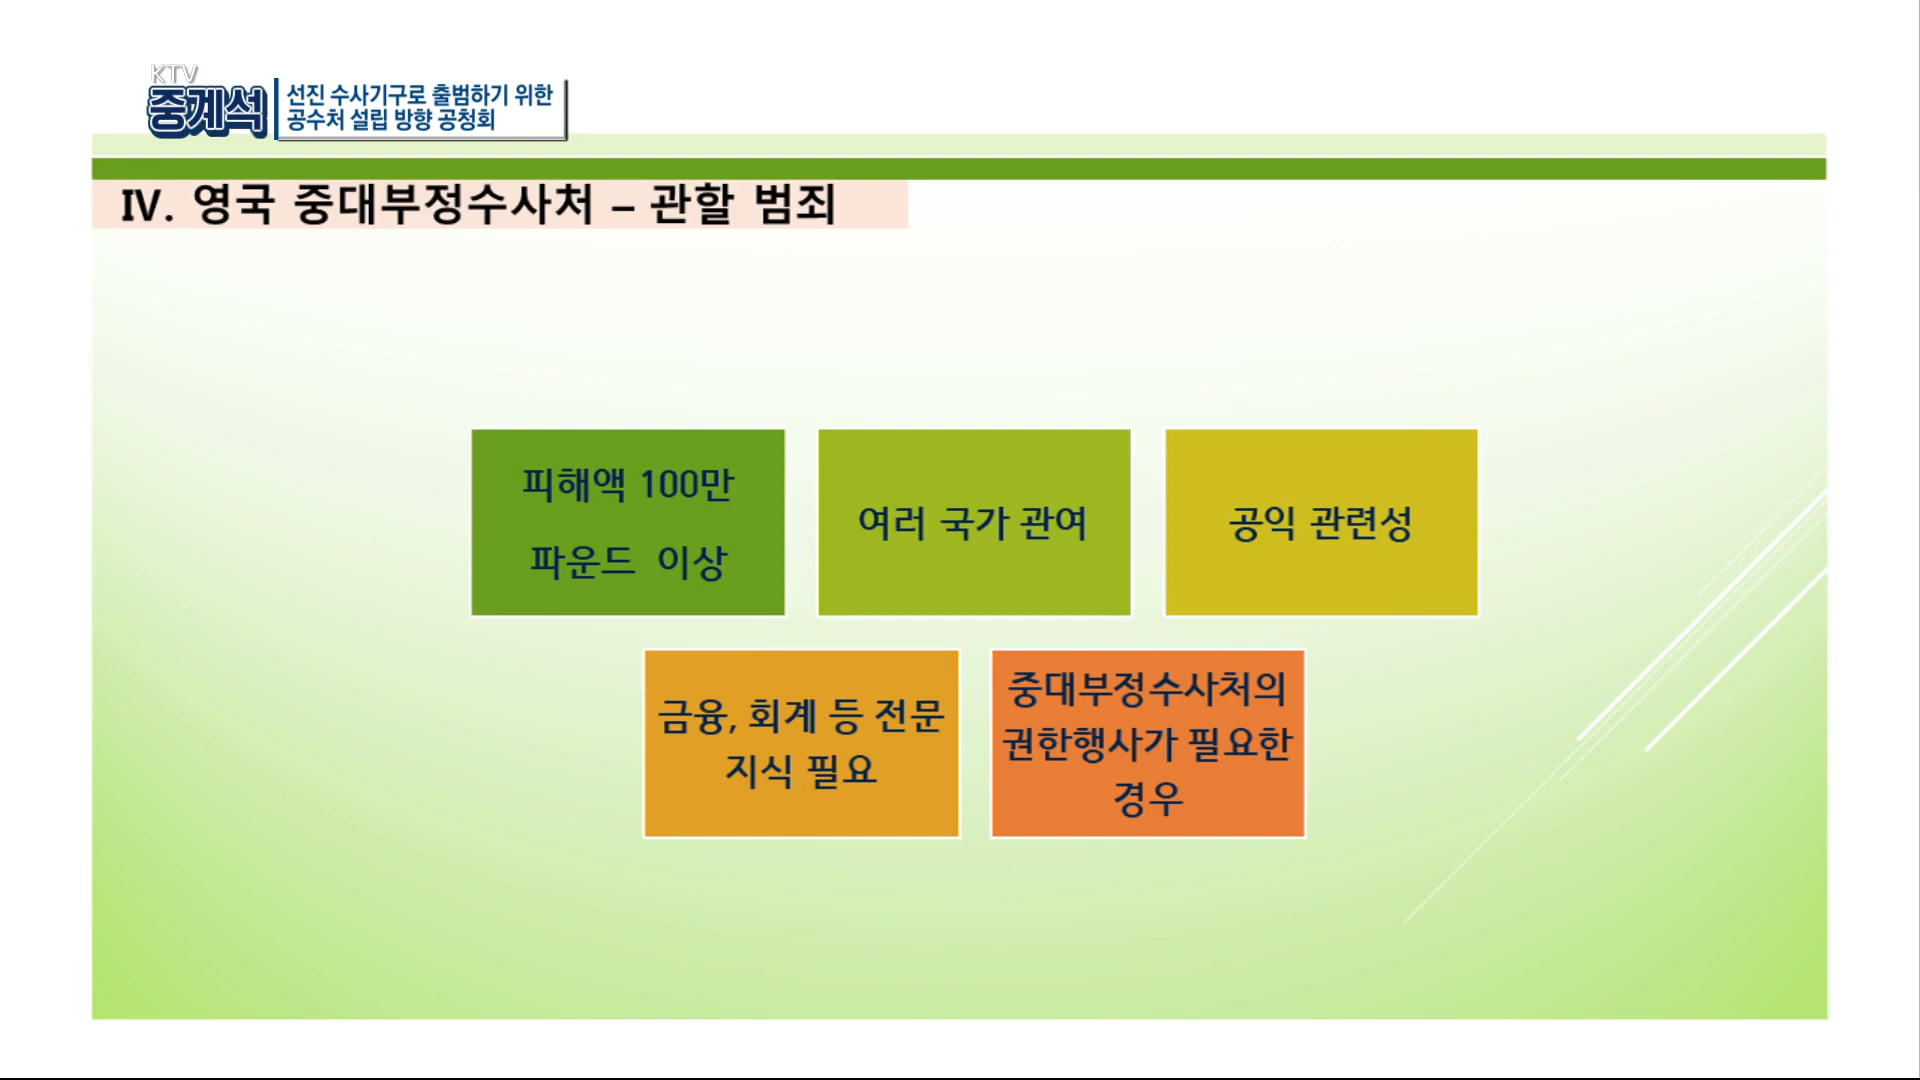 KTV
중계석
선진 수사기구로 출범하기 위한
공수처 설립 방향 공청회
Ⅳ. 영국 중대부정수사처 – 관할 범죄
피해액 100만
파운드 이상
여러 국가 관여
공익 관련성
금융, 회계 등 전문
지식 필요
중대부정수사처의
권한행사가 필요한
경우